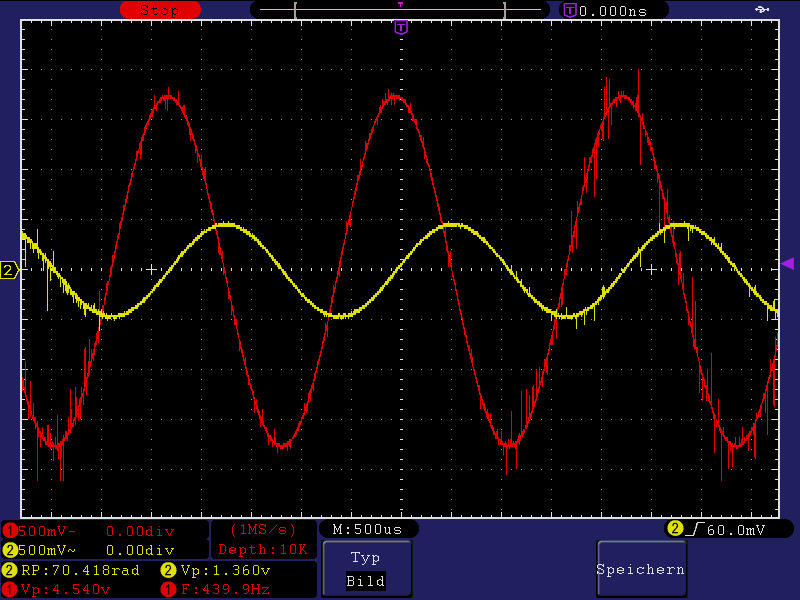 Stop T T 0.000ns
T
2
1 500mV- 0.00div (1MS/s) M:500us 2 60.0mV
2 500mV~ 0.00div Depth:10K
2 RP:70.418rad 2 Vp:1.360v
1 Vp:4.540v 1 F:439.9Hz
Typ
Bild
Speichern